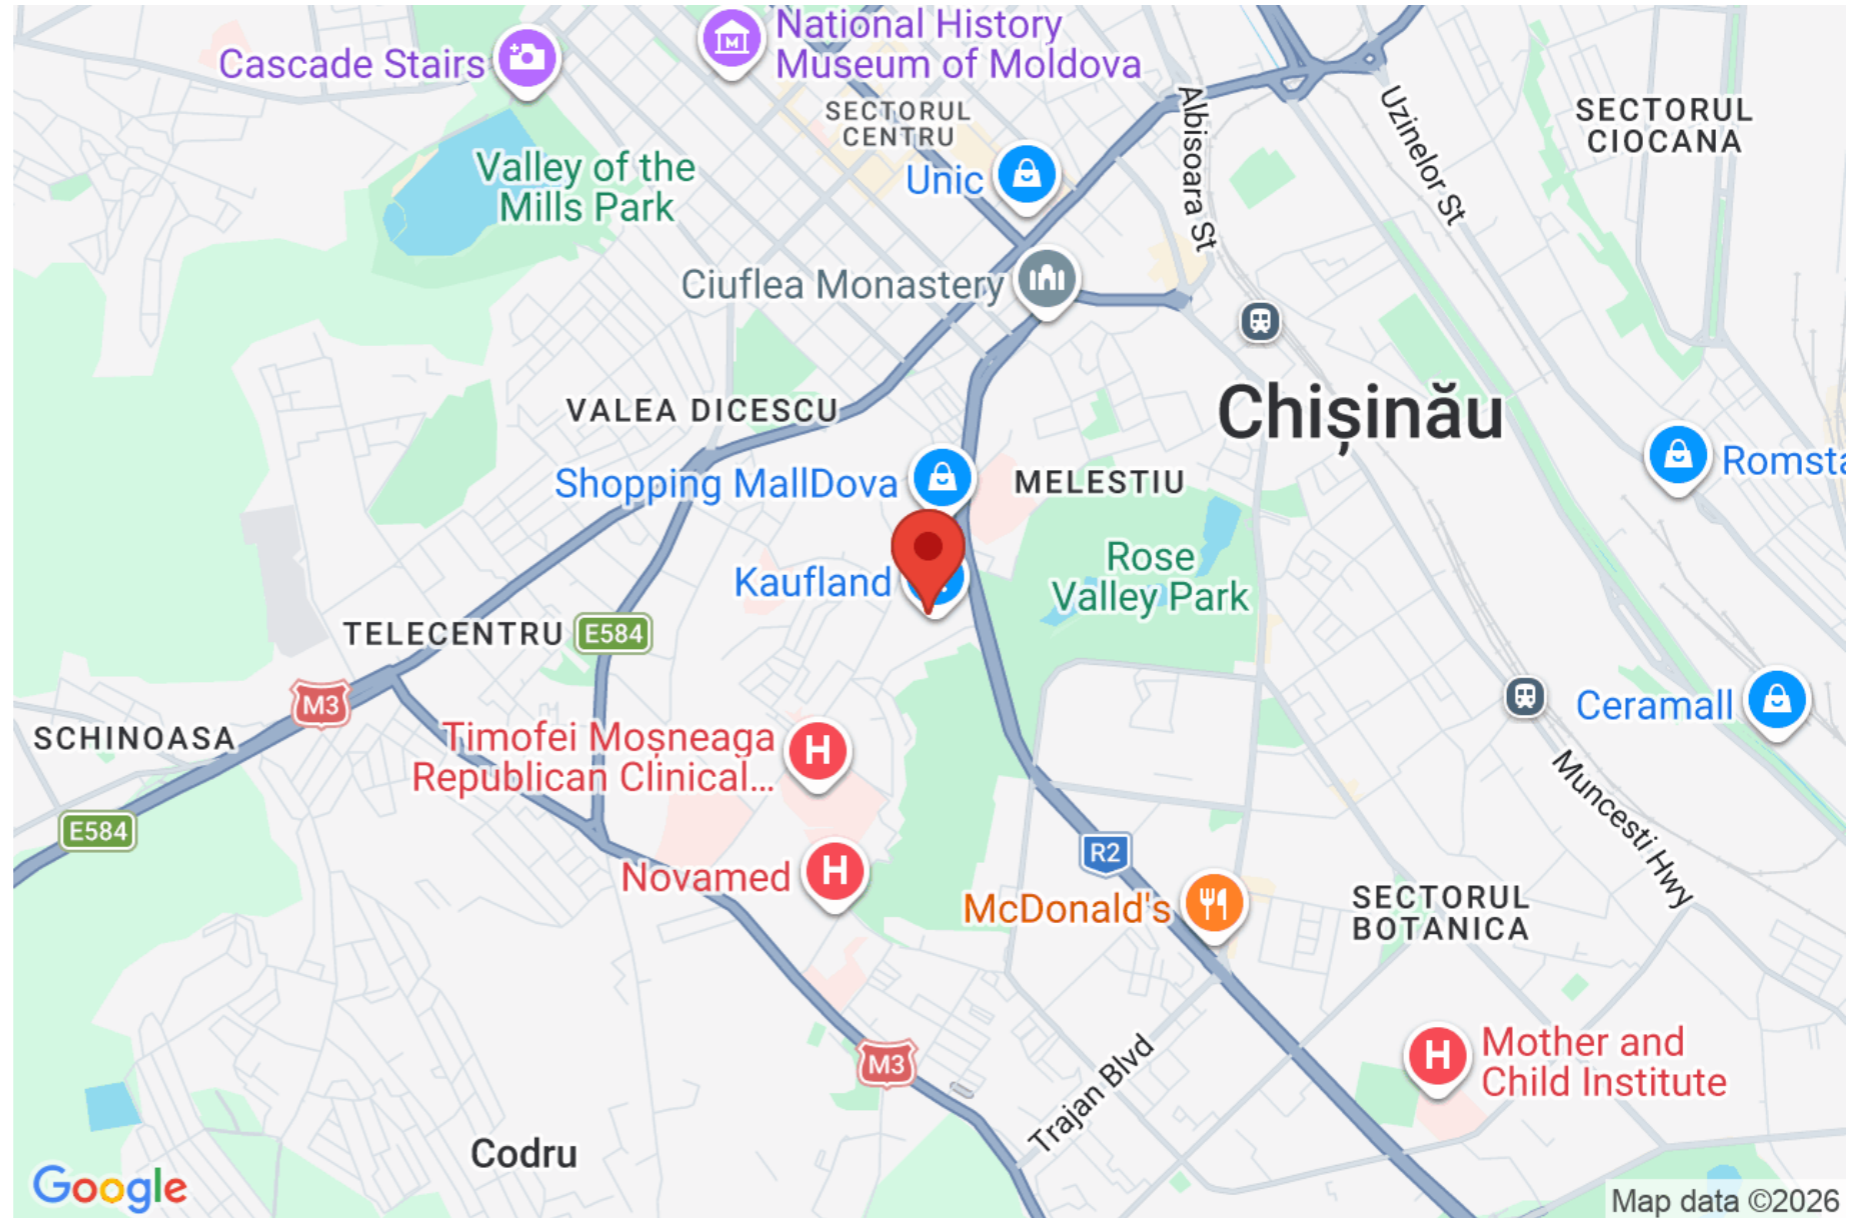 National History
Museum of Moldova
Cascade Stairs
SECTORUL
CENTRU
SECTORUL
CIOCANA
Albisoara St
Uzinelor St
Valley of the
Mills Park
Unic
Ciuflea Monastery
Chișinău
VALEA DICESCU
Romsta
Shopping MallDova
MELESTIU
Rose
Valley Park
Kaufland
TELECENTRU
E584
M3
Ceramall
SCHINOASA
Timofei Moșneaga
Republican Clinical...
Muncesti Hwy
E584
R2
Novamed
McDonald's
SECTORUL
BOTANICA
Mother and
Child Institute
M3
Trajan Blvd
Codru
Google
Map data ©2026